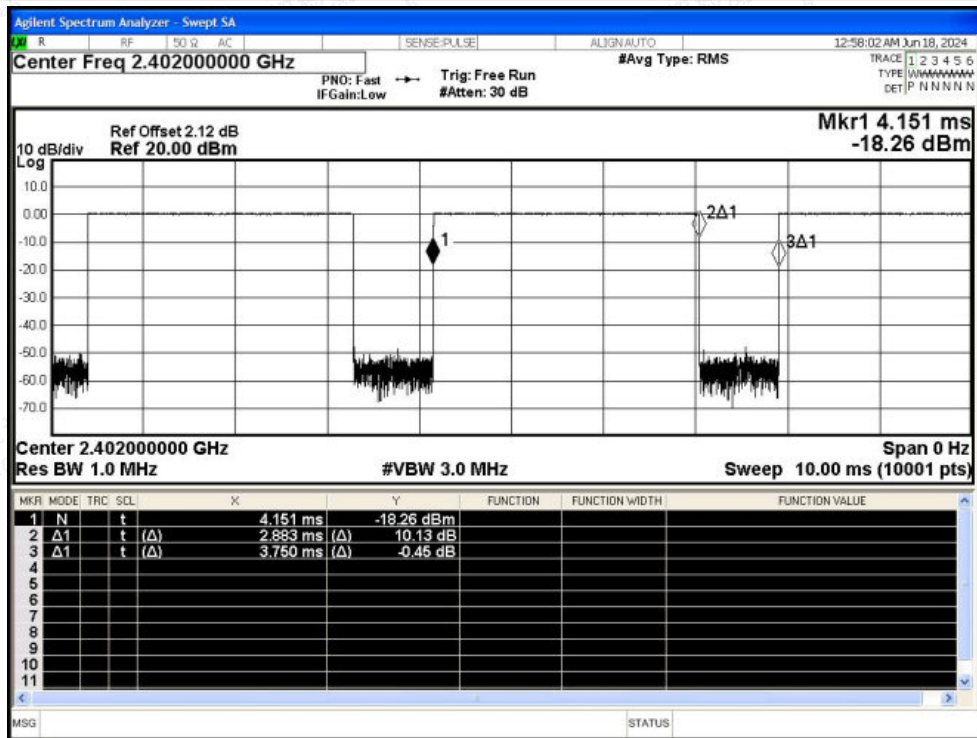 Agilent Spectrum Analyzer - Swept SA
LXI R RF 50 Ω AC SENSE:PULSE ALIGN AUTO 12:58:02 AM Jun 18, 2024
Center Freq 2.402000000 GHz #Avg Type: RMS TRACE 1 2 3 4 5 6
PNO: Fast Trig: Free Run TYPE WWWWWW
IFGain:Low #Atten: 30 dB DET P N N N N N
Mkr1 4.151 ms
-18.26 dBm
Ref Offset 2.12 dB
10 dB/div Ref 20.00 dBm
Log
10.0
0.00
2Δ1
-10.0
1
3Δ1
-20.0
-30.0
-40.0
-50.0
-60.0
-70.0
Center 2.402000000 GHz Span 0 Hz
Res BW 1.0 MHz #VBW 3.0 MHz Sweep 10.00 ms (10001 pts)
MKR MODE TRC SCL X Y FUNCTION FUNCTION WIDTH FUNCTION VALUE
1 N t 4.151 ms -18.26 dBm
2 Δ1 t (Δ) 2.883 ms (Δ) 10.13 dB
3 Δ1 t (Δ) 3.750 ms (Δ) -0.45 dB
4
5
6
7
8
9
10
11
MSG STATUS